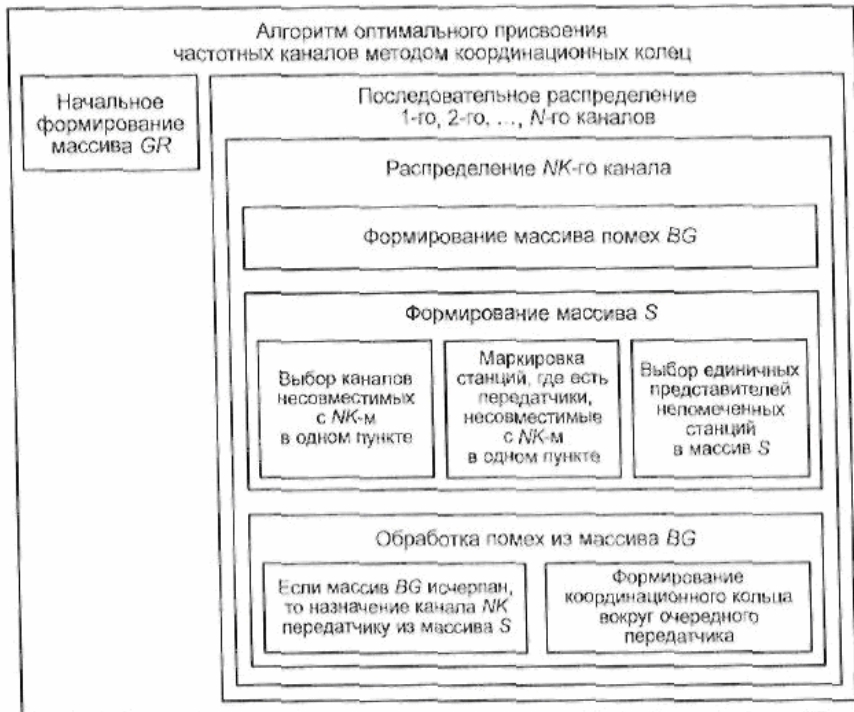 Алгоритм оптимального присвоения
частотных каналов методом координационных колец
Начальное
формирование
массива GR
Последовательное распределение
1-го, 2-го, ..., N-го каналов
Распределение NK-го канала
Формирование массива помех BG
Формирование массива S
Выбор каналов
несовместимых
с NK-м
в одном пункте
Маркировка
станций, где есть
передатчики,
несовместимые
с NK-м
в одном пункте
Выбор единичных
представителей
непомеченных
станций
в массив S
Обработка помех из массива BG
Если массив BG исчерпан,
то назначение канала NK
передатчику из массива S
Формирование
координационного кольца
вокруг очередного
передатчика